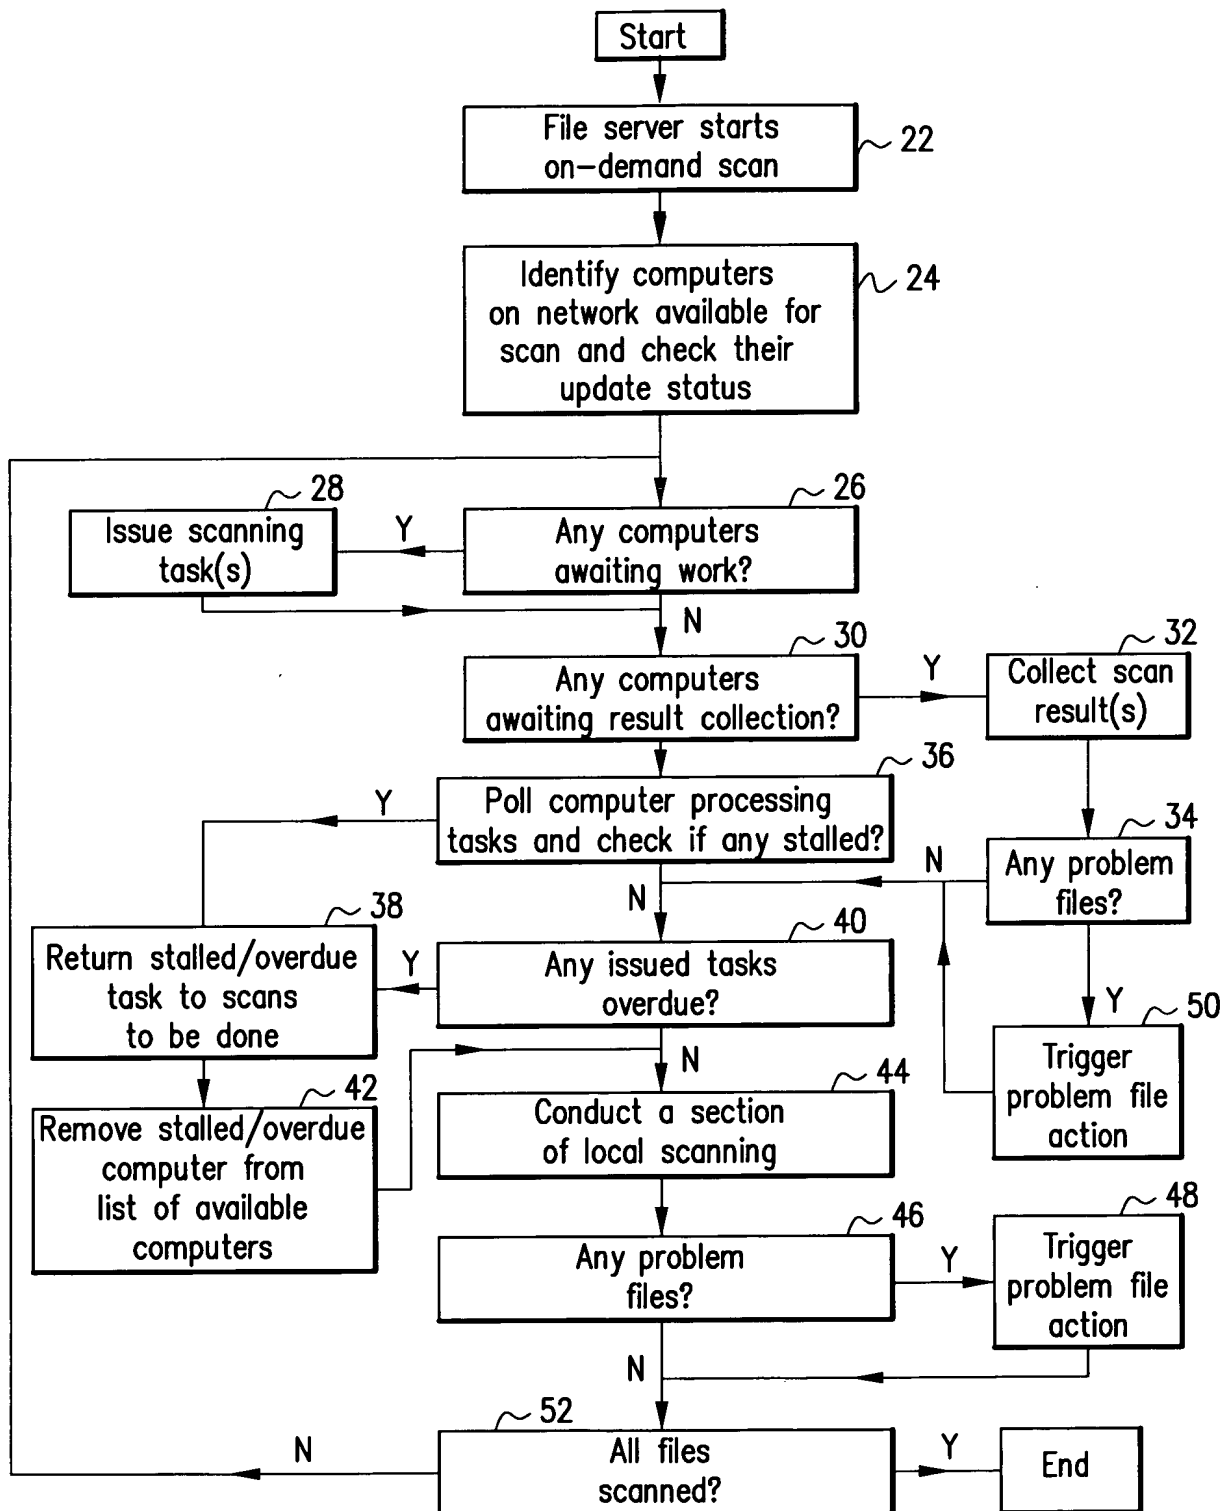 Start
File server starts
on-demand scan
22
Identify computers
on network available for
scan and check their
update status
24
28
Issue scanning
task(s)
Y
26
Any computers
awaiting work?
N
30
Any computers
awaiting result collection?
Y
32
Collect scan
result(s)
36
Poll computer processing
tasks and check if any stalled?
Y
N
34
Any problem
files?
N
Y
38
Return stalled/overdue
task to scans
to be done
Y
40
Any issued tasks
overdue?
N
50
Trigger
problem file
action
42
Remove stalled/overdue
computer from
list of available
computers
44
Conduct a section
of local scanning
46
Any problem
files?
Y
N
48
Trigger
problem file
action
52
All files
scanned?
N
Y
End